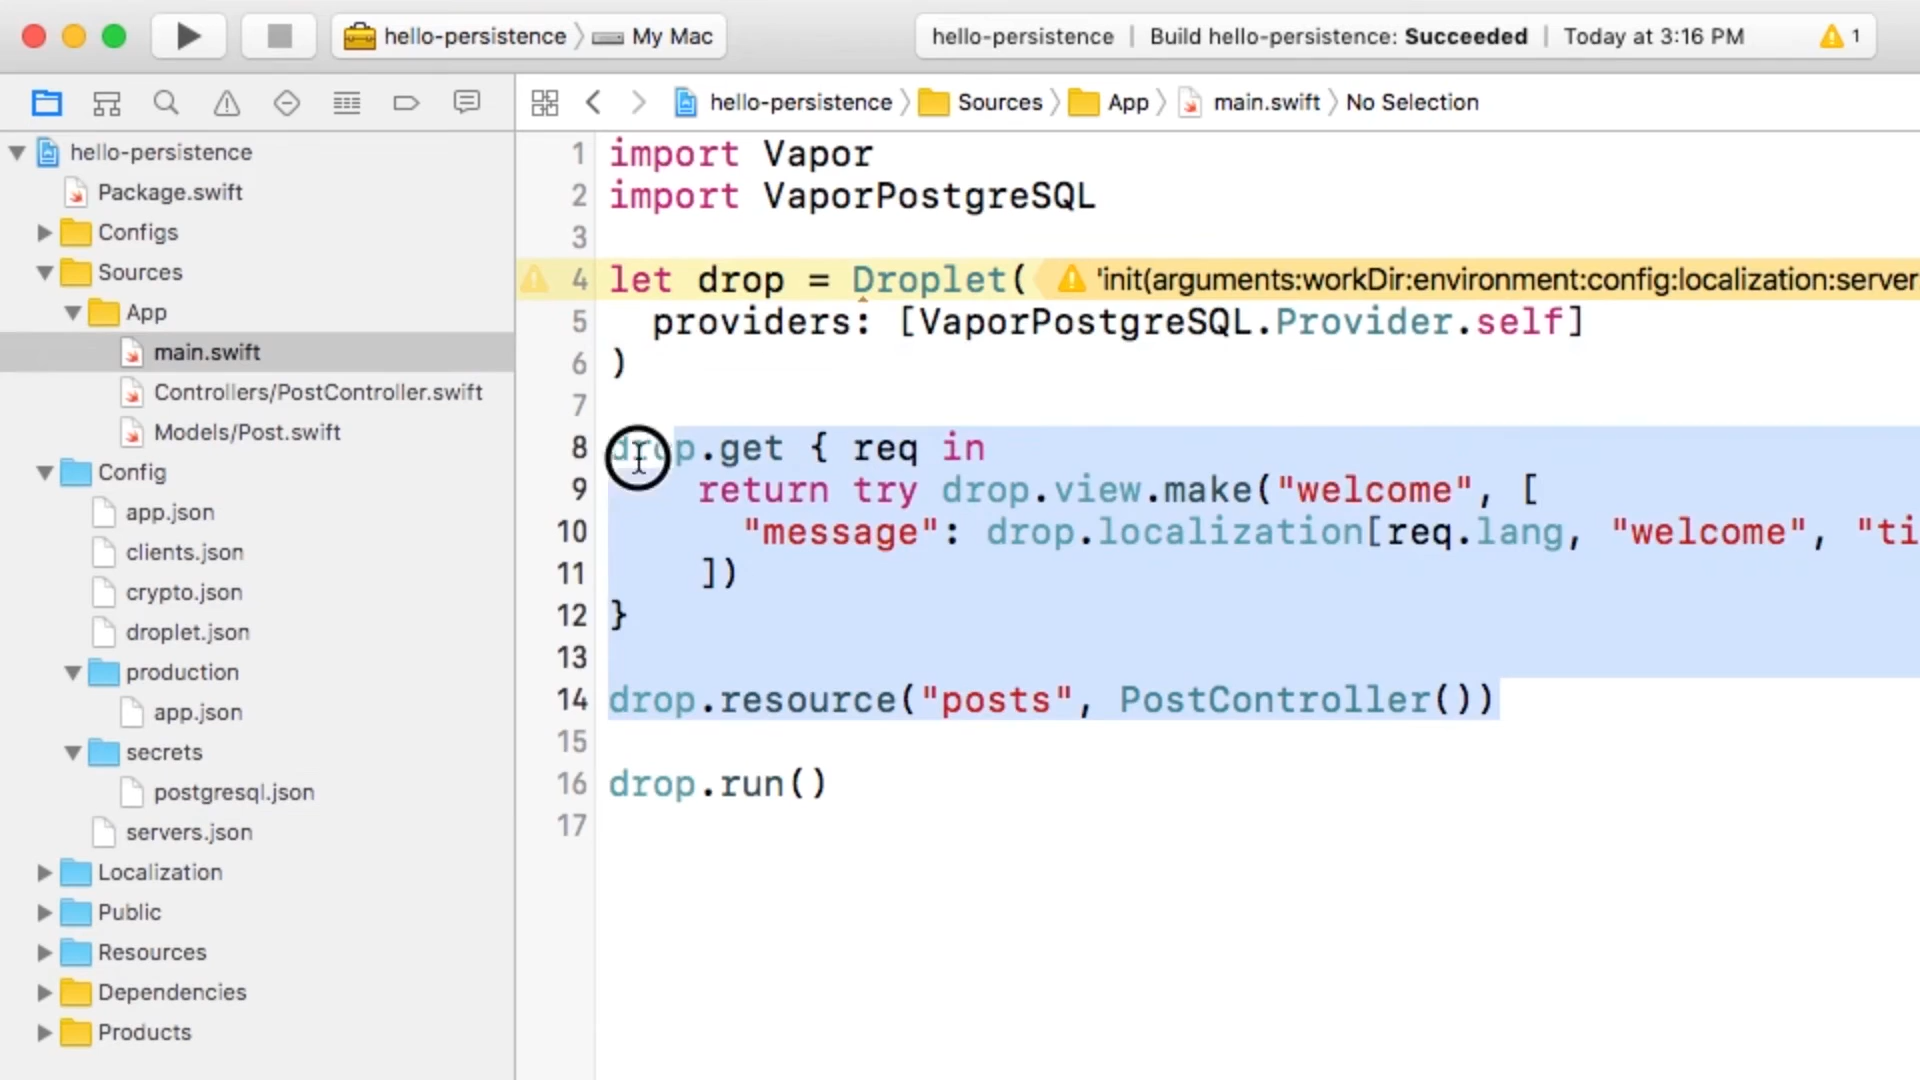 hello-persistence My Mac
hello-persistence | Build hello-persistence: Succeeded | Today at 3:16 PM 1
hello-persistence Sources App main.swift No Selection
hello-persistence
Package.swift
Configs
Sources
App
main.swift
Controllers/PostController.swift
Models/Post.swift
Config
app.json
clients.json
crypto.json
droplet.json
production
app.json
secrets
postgresql.json
servers.json
Localization
Public
Resources
Dependencies
Products
1 import Vapor
2 import VaporPostgreSQL
3
4 let drop = Droplet( 'init(arguments:workDir:environment:config:localization:server
5 providers: [VaporPostgreSQL.Provider.self]
6 )
7
8 drop.get { req in
9 return try drop.view.make("welcome", [
10 "message": drop.localization[req.lang, "welcome", "ti
11 ])
12 }
13
14 drop.resource("posts", PostController())
15
16 drop.run()
17